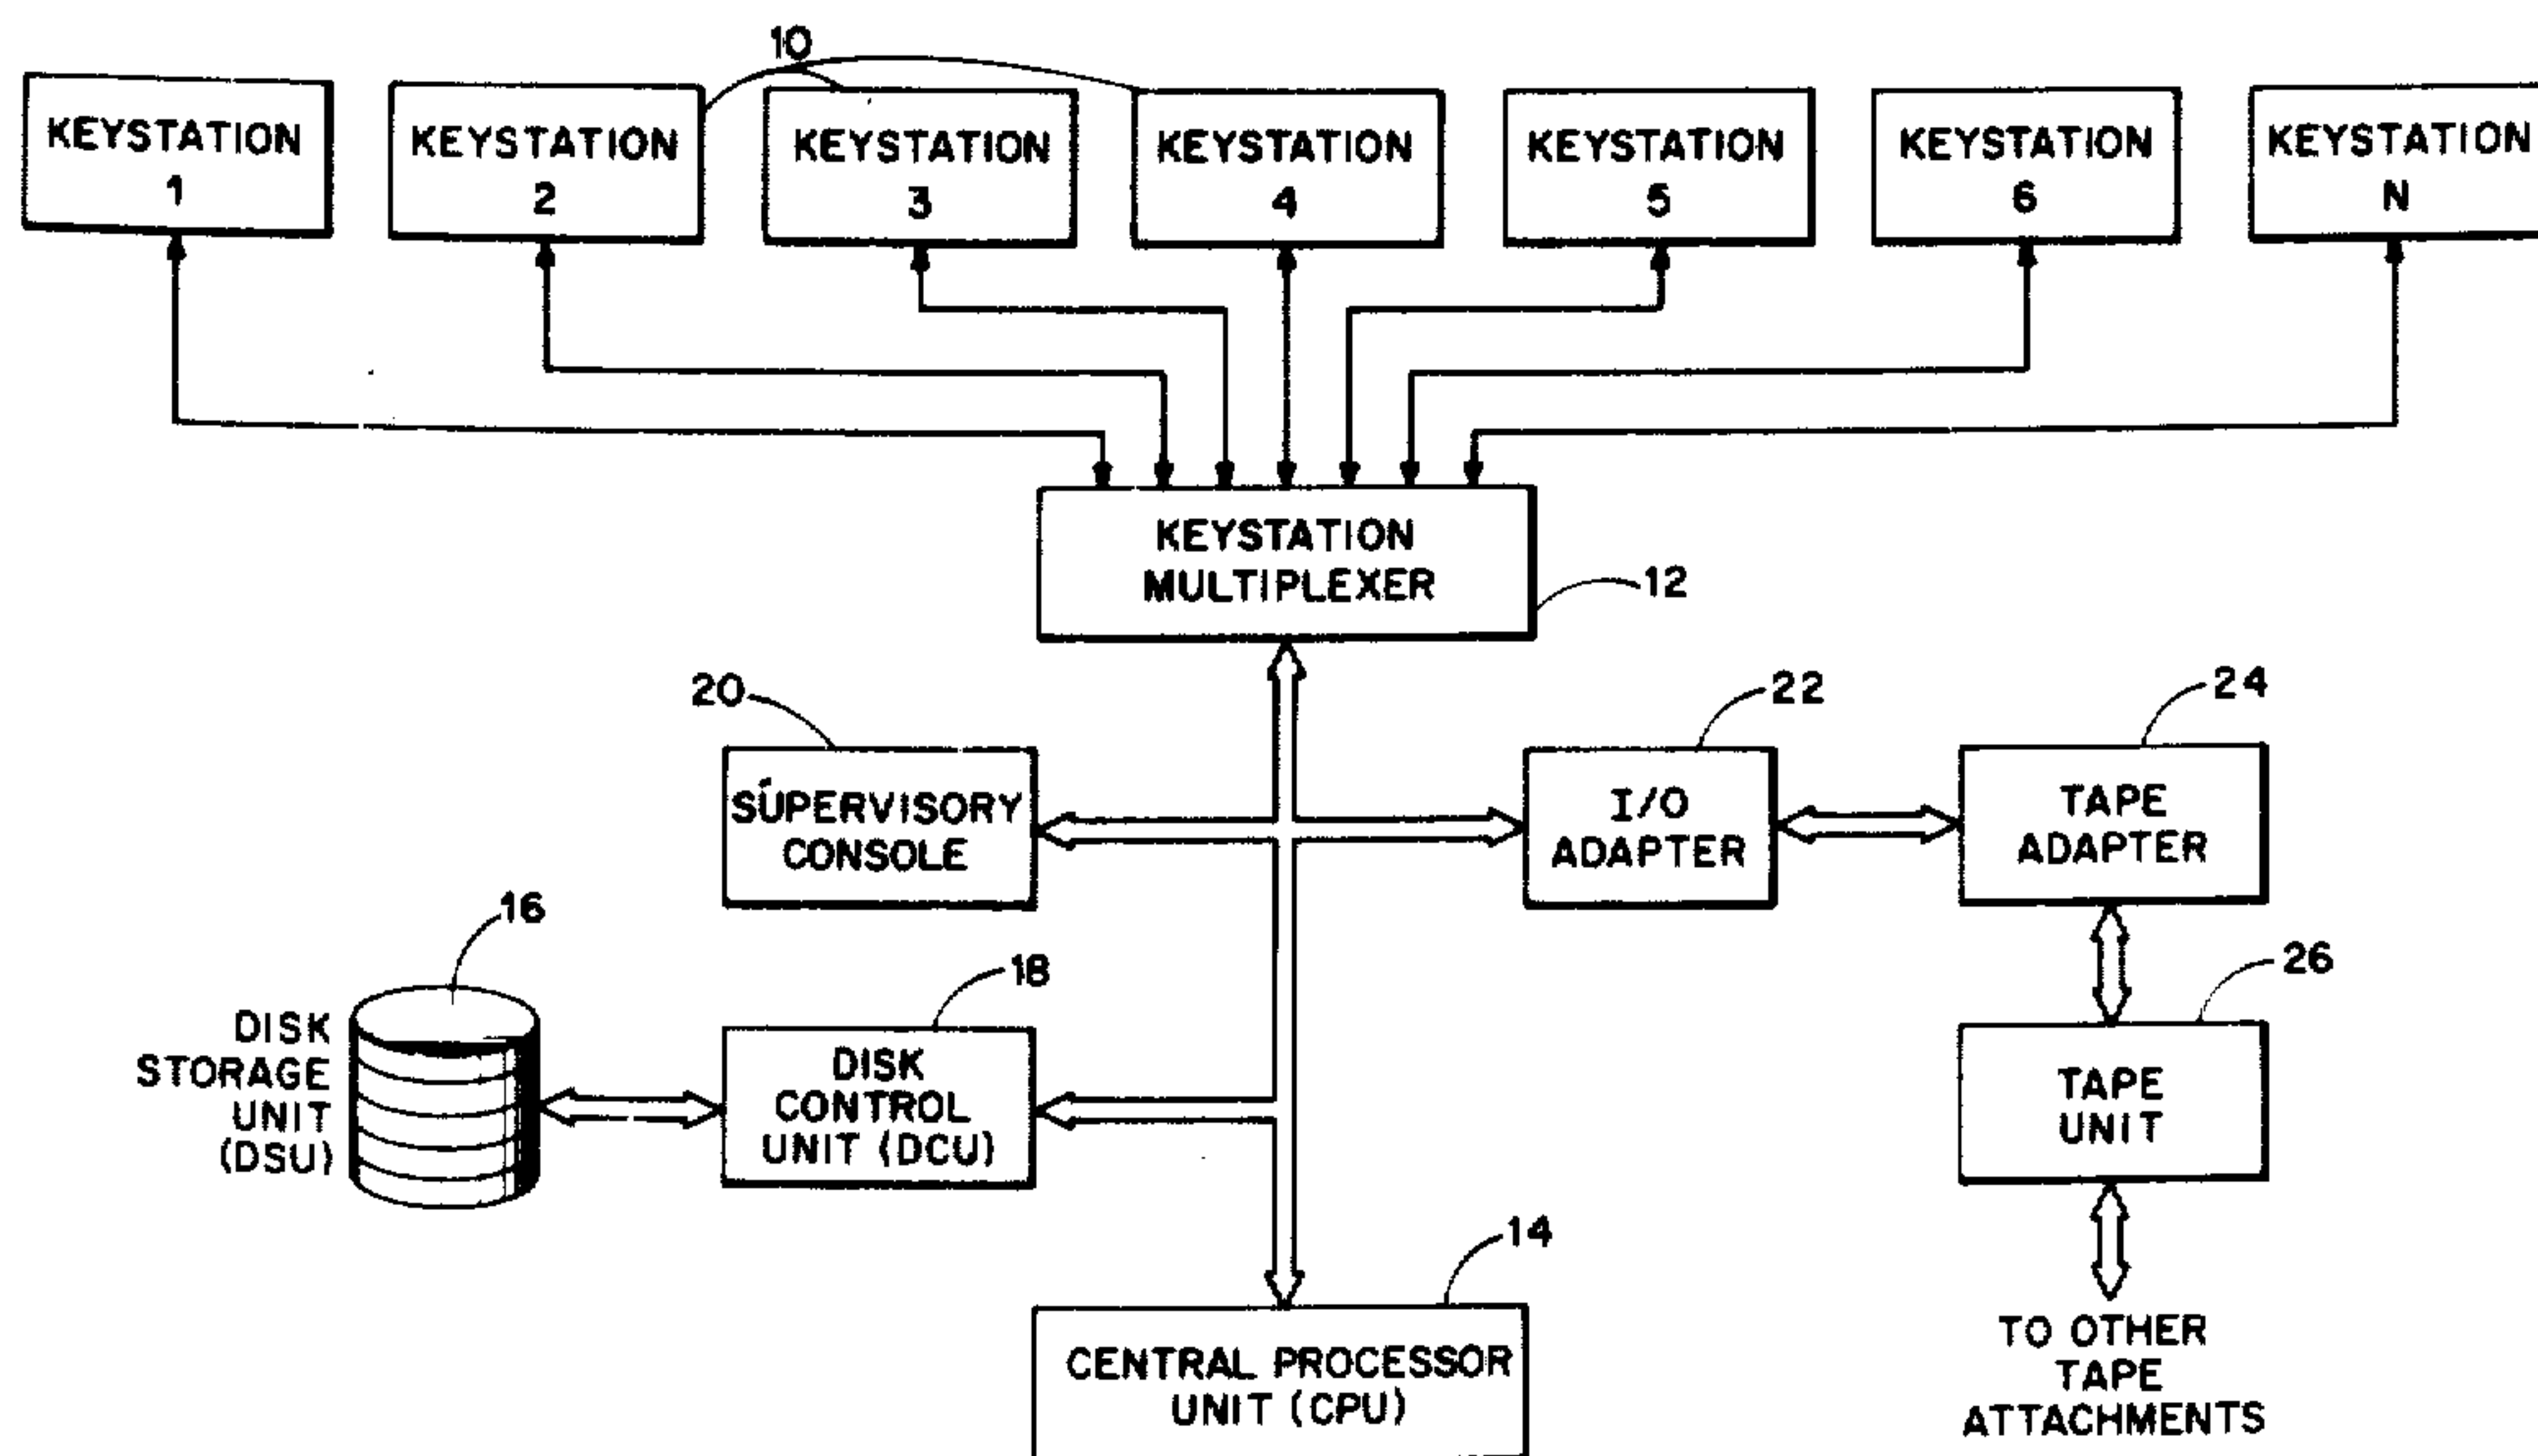 10
KEYSTATION
1
KEYSTATION
2
KEYSTATION
3
KEYSTATION
4
KEYSTATION
5
KEYSTATION
6
KEYSTATION
N
KEYSTATION
MULTIPLEXER
12
20
SUPERVISORY
CONSOLE
22
I/O
ADAPTER
24
TAPE
ADAPTER
16
DISK
STORAGE
UNIT
(DSU)
18
DISK
CONTROL
UNIT (DCU)
26
TAPE
UNIT
14
CENTRAL PROCESSOR
UNIT (CPU)
TO OTHER
TAPE
ATTACHMENTS